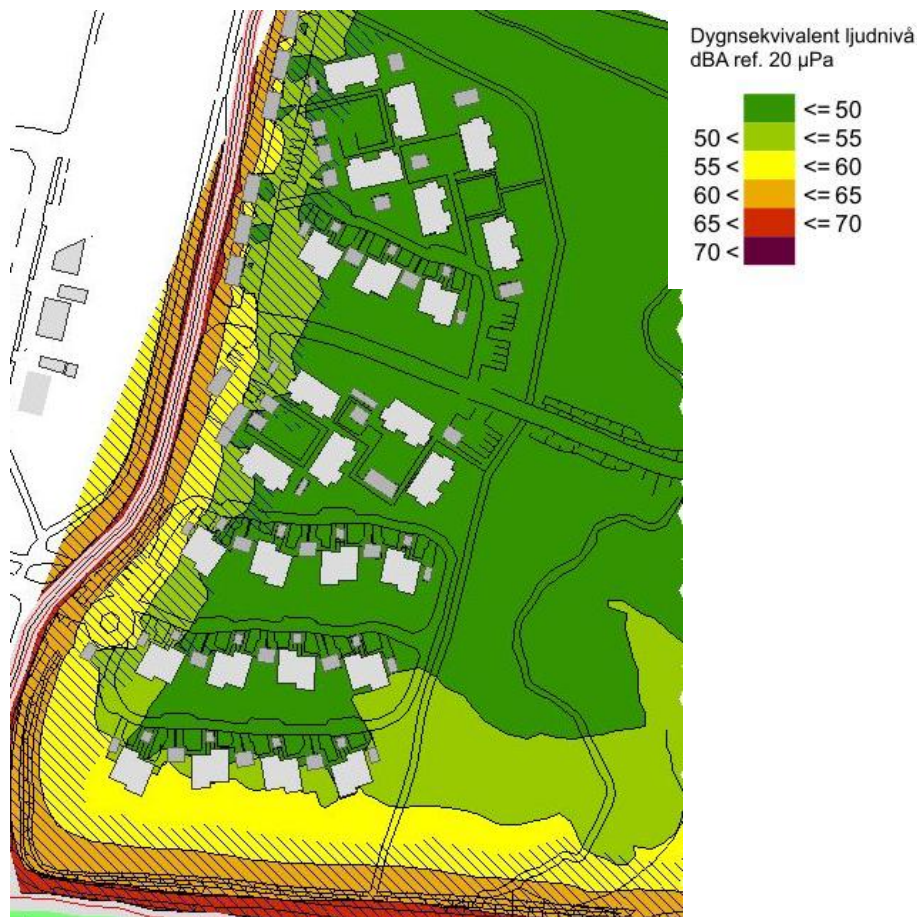 Dygnsekvivalent ljudnivå
dBA ref. 20 µPa
<= 50
50 < <= 55
55 < <= 60
60 < <= 65
65 < <= 70
70 <